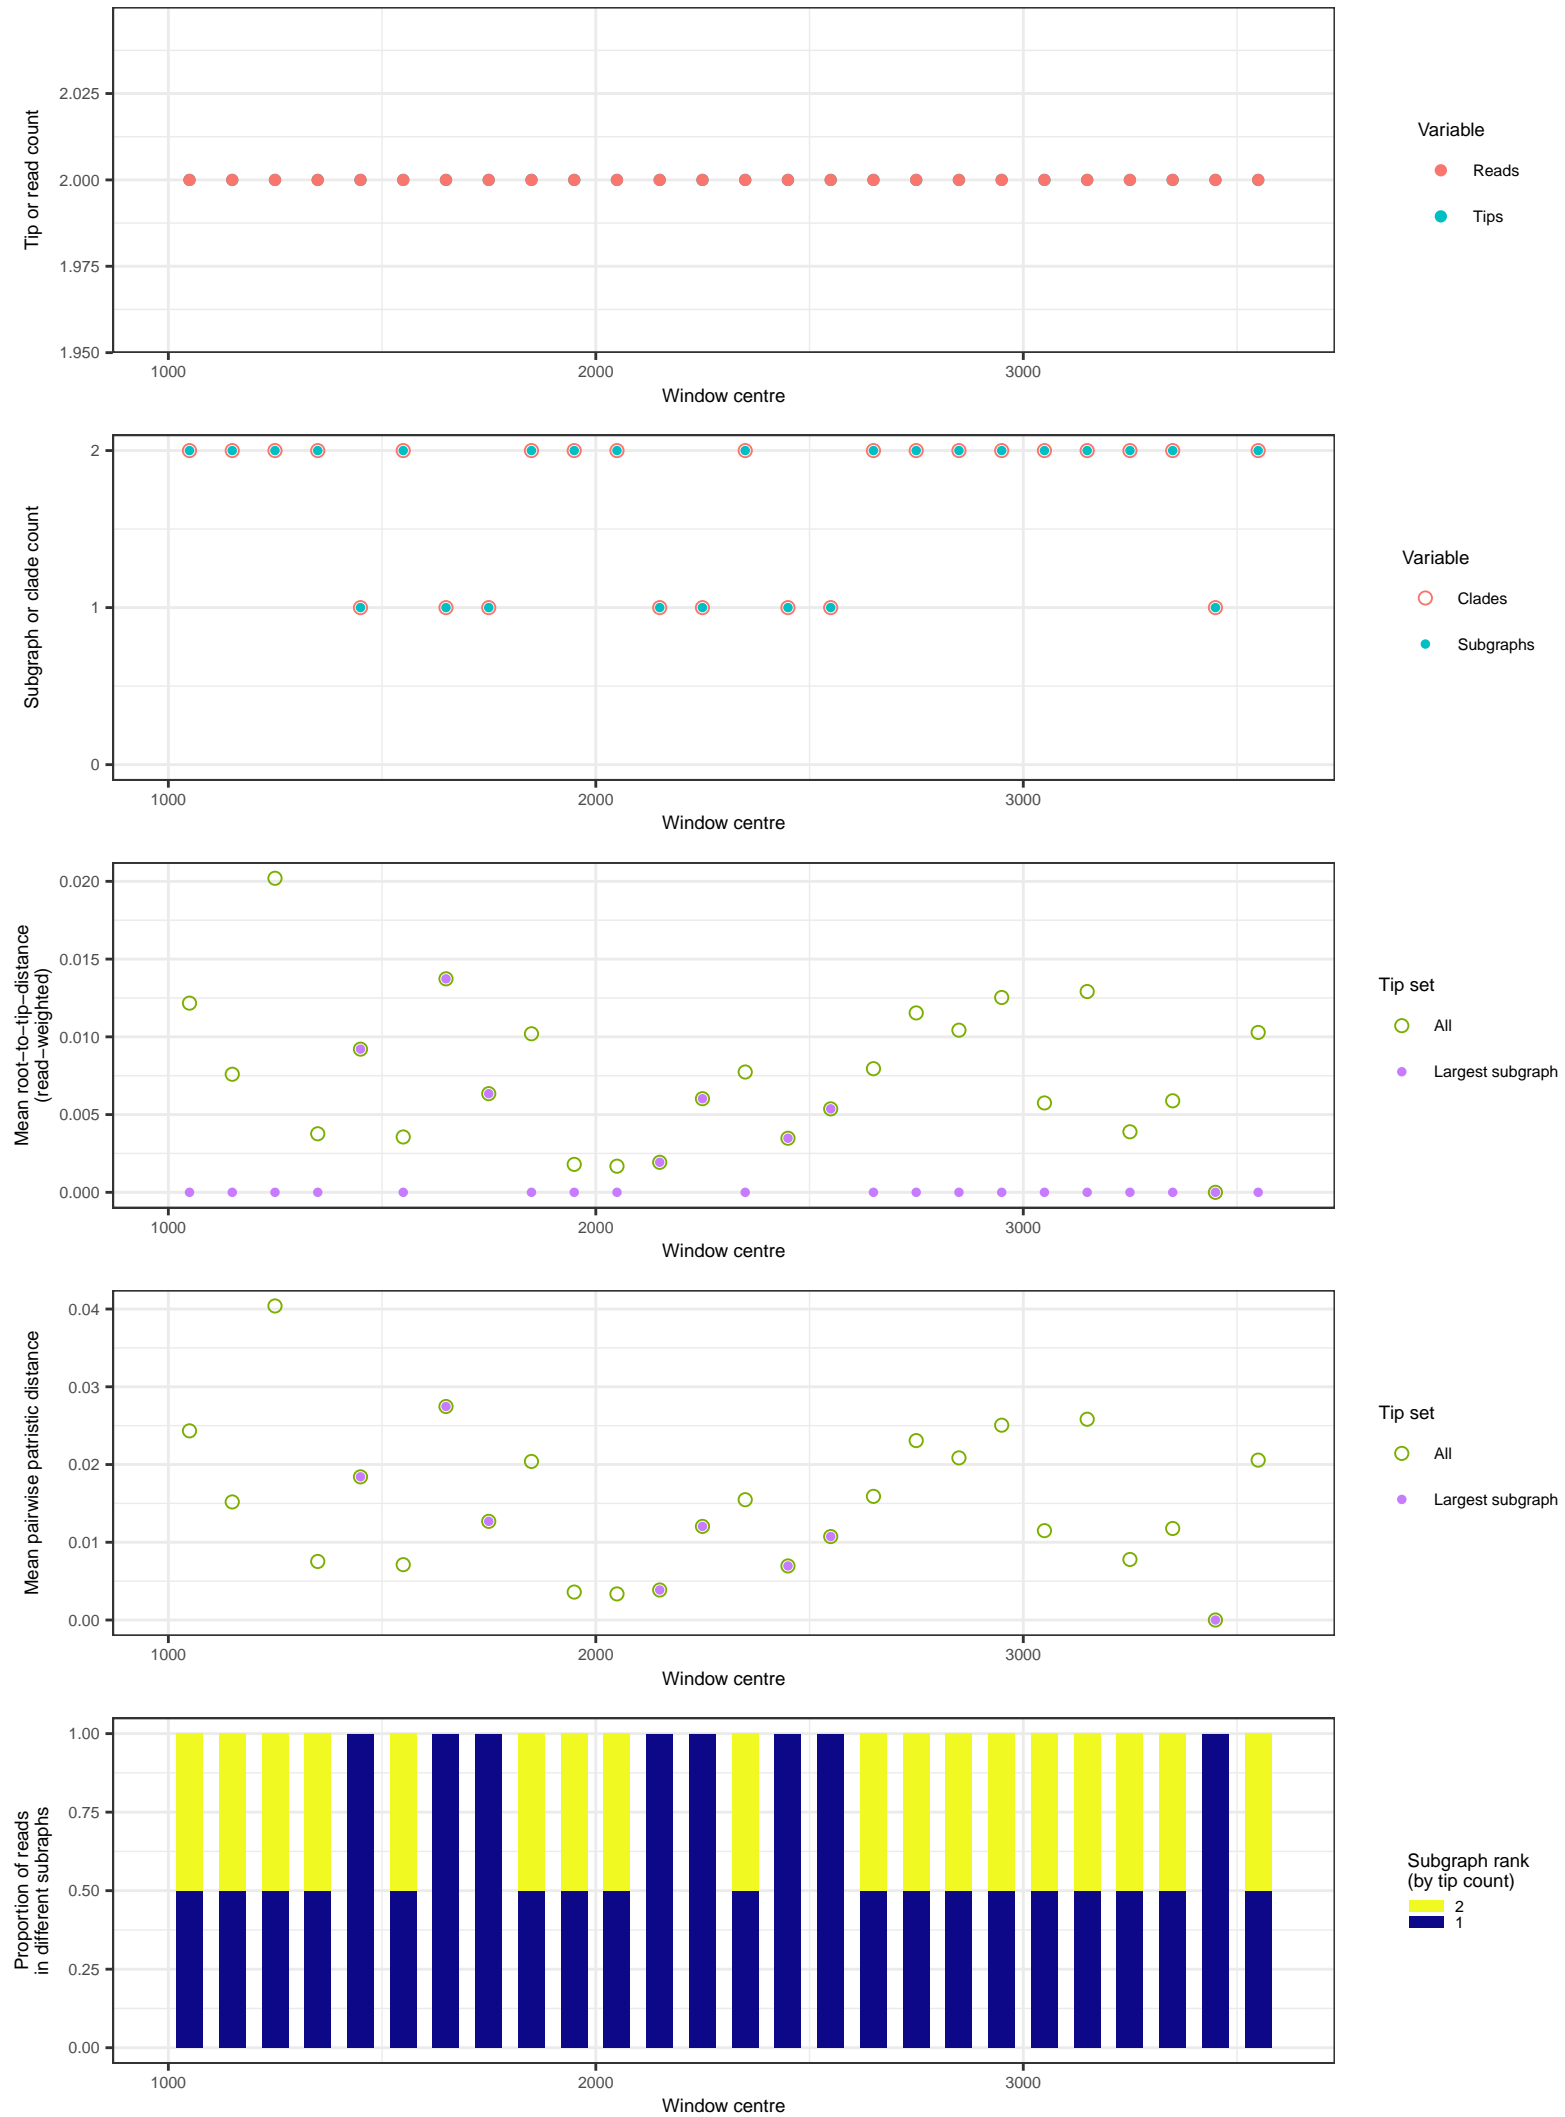 2.025
2.000
1.975
1.950
Tip or read count
1000 2000 3000
Window centre
Variable
Reads
Tips
2
1
0
Subgraph or clade count
1000 2000 3000
Window centre
Variable
Clades
Subgraphs
0.020
0.015
0.010
0.005
0.000
Mean root−to−tip−distance
(read−weighted)
1000 2000 3000
Window centre
Tip set
All
Largest subgraph
0.04
0.03
0.02
0.01
0.00
Mean pairwise patristic distance
1000 2000 3000
Window centre
Tip set
All
Largest subgraph
1.00
0.75
0.50
0.25
0.00
Proportion of reads
in different subraphs
1000 2000 3000
Window centre
Subgraph rank
(by tip count)
2
1